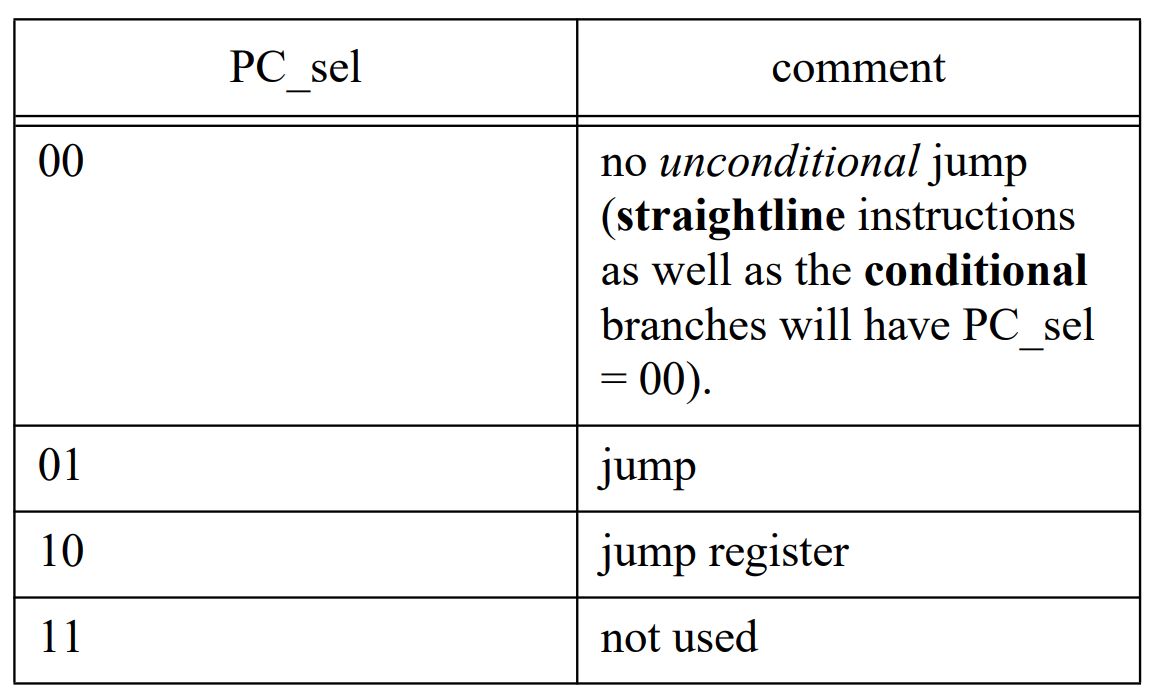 PC_sel comment
00 no unconditional jump
(straightline instructions
as well as the conditional
branches will have PC_sel
= 00).
01 jump
10 jump register
11 not used